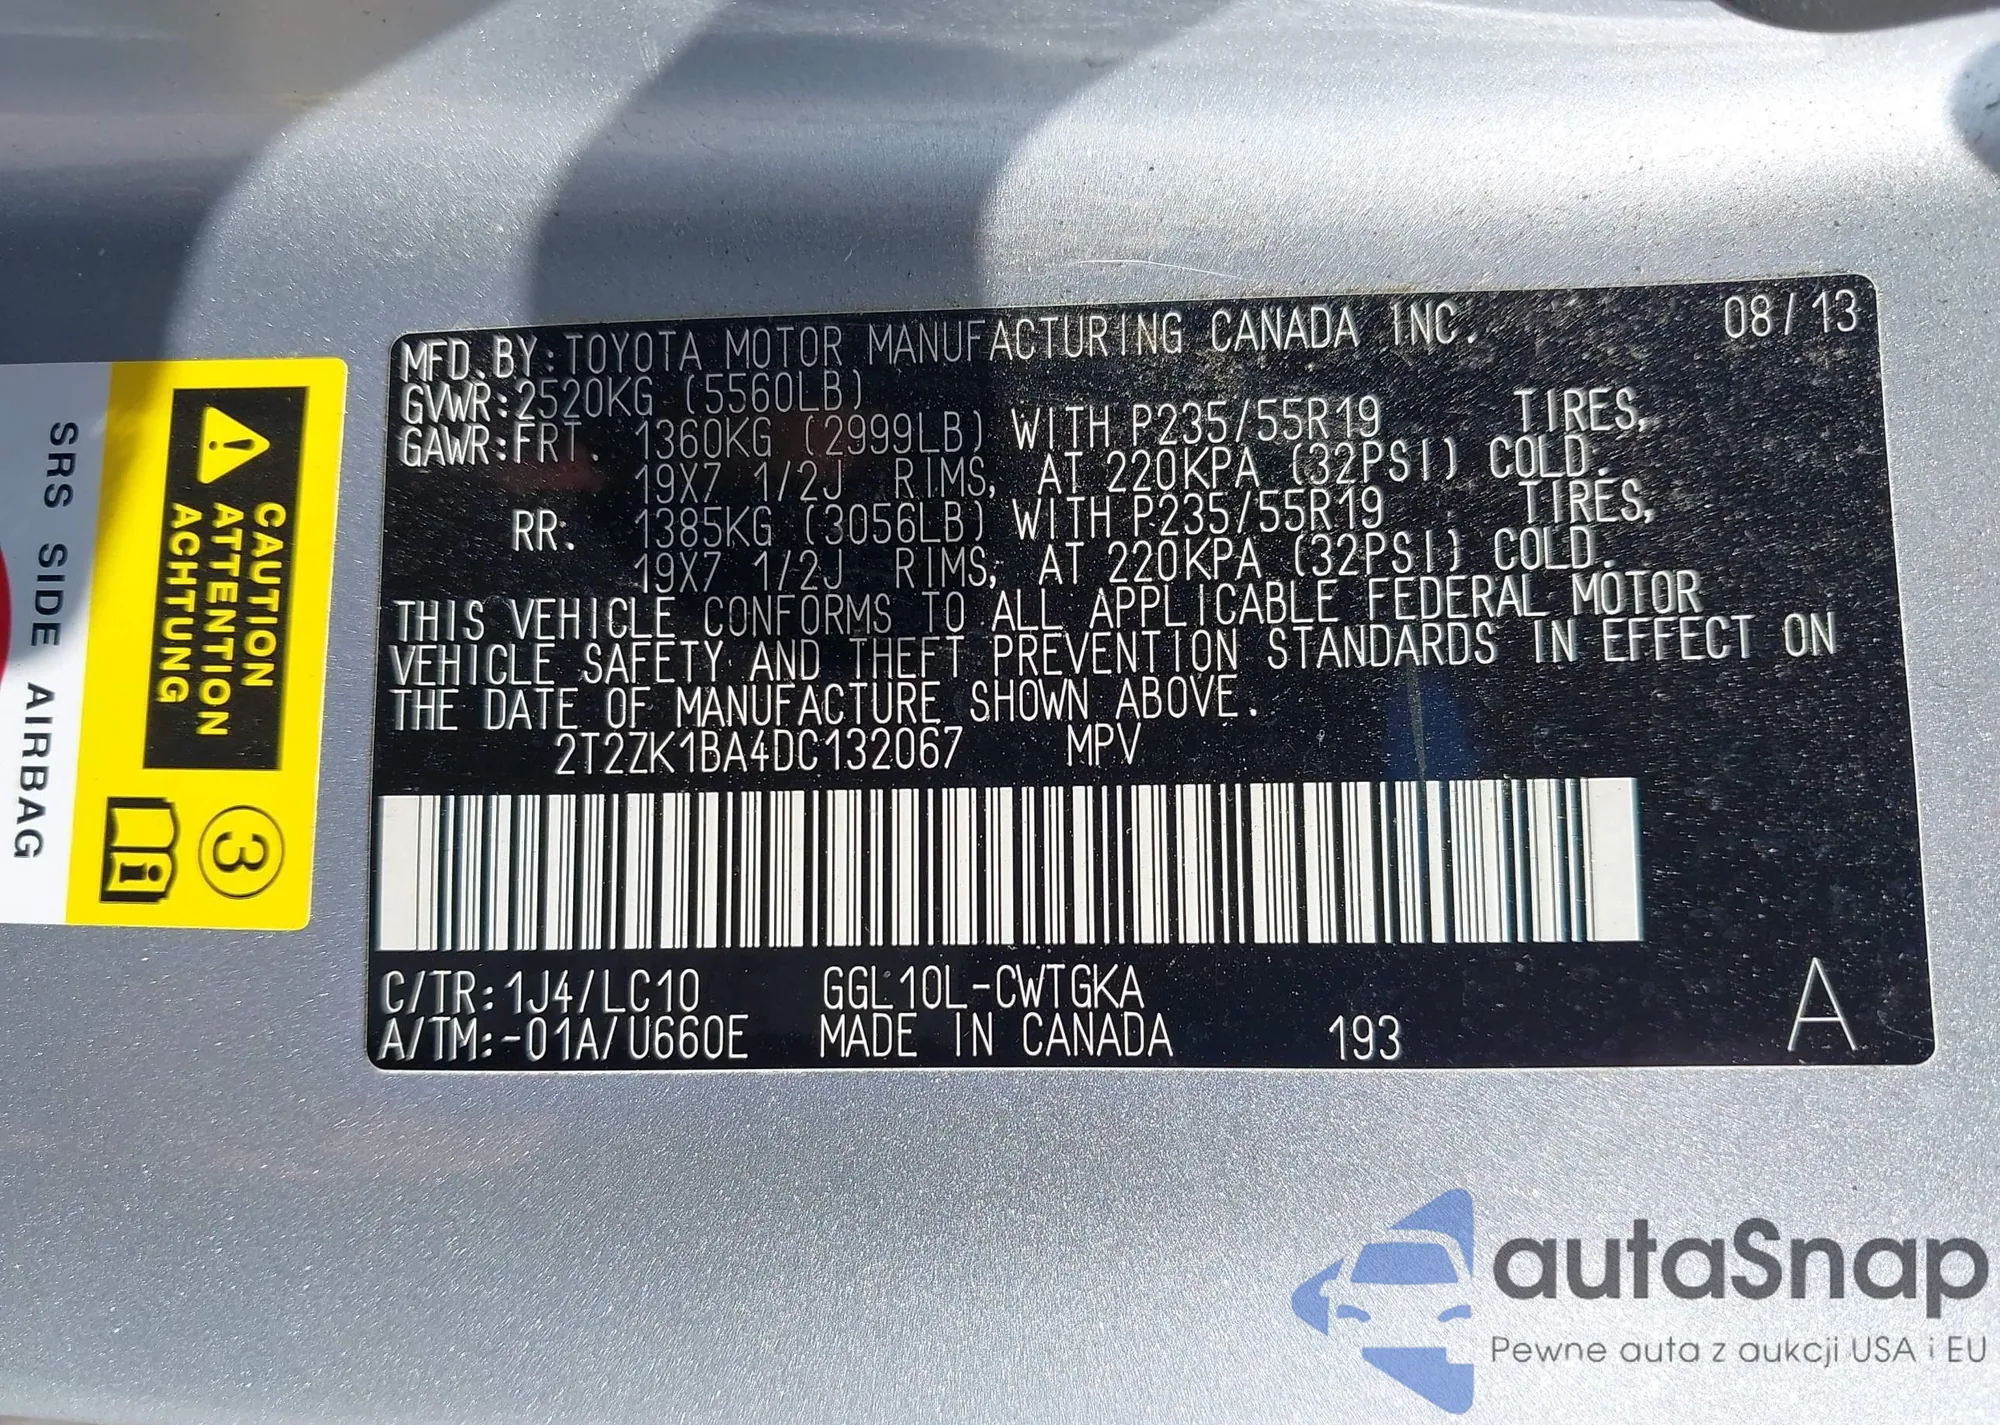 MFD.BY:TOYOTA MOTOR MANUFACTURING CANADA INC. 08/13
GVWR:2520KG (5560LB)
GAWR:FRT. 1360KG (2999LB) WITH P235/55R19 TIRES,
19X7 1/2J RIMS, AT 220KPA (32PSI) COLD.
RR: 1385KG (3056LB) WITH P235/55R19 TIRES,
19X7 1/2J RIMS, AT 220KPA (32PSI) COLD.
THIS VEHICLE CONFORMS TO ALL APPLICABLE FEDERAL MOTOR
VEHICLE SAFETY AND THEFT PREVENTION STANDARDS IN EFFECT ON
THE DATE OF MANUFACTURE SHOWN ABOVE.
2T2ZK1BA4DC132067 MPV
C/TR:1J4/LC10 GGL10L-CWTGKA
A/TM:-01A/U660E MADE IN CANADA 193 A
CAUTION
ATTENTION
ACHTUNG
3
SRS SIDE AIRBAG
autaSnap
Pewne auta z aukcji USA i EU